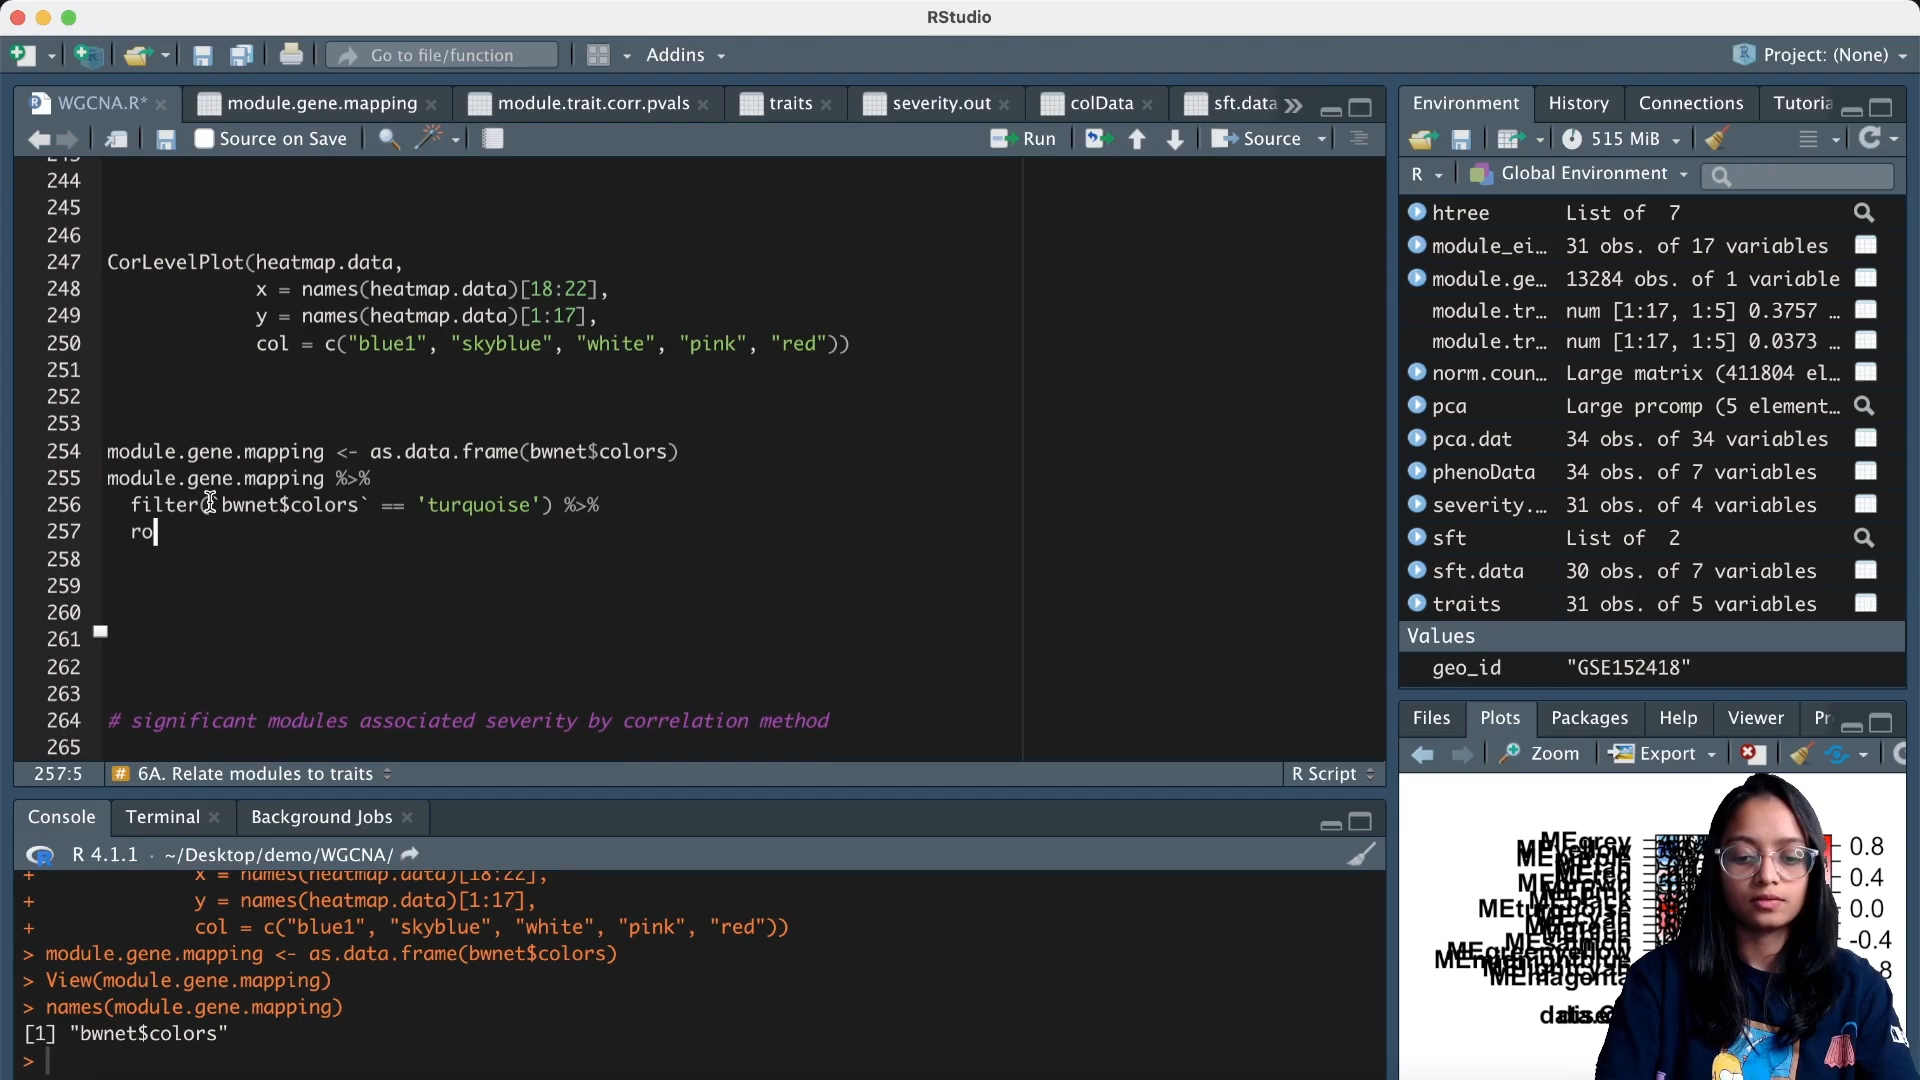 RStudio
Go to file/function
Addins
Project: (None)
WGCNA.R*
module.gene.mapping
module.trait.corr.pvals
traits
severity.out
colData
sft.data
Source on Save
Run
Source
244
245
246
247 CorLevelPlot(heatmap.data,
248 x = names(heatmap.data)[18:22],
249 y = names(heatmap.data)[1:17],
250 col = c("blue1", "skyblue", "white", "pink", "red"))
251
252
253
254 module.gene.mapping <- as.data.frame(bwnet$colors)
255 module.gene.mapping %>%
256 filter(`bwnet$colors` == 'turquoise') %>%
257 ro
258
259
260
261
262
263
264 # significant modules associated severity by correlation method
265
257:5 # 6A. Relate modules to traits
R Script
Console Terminal Background Jobs
R 4.1.1 · ~/Desktop/demo/WGCNA/
+ x = names(heatmap.data)[18:22],
+ y = names(heatmap.data)[1:17],
+ col = c("blue1", "skyblue", "white", "pink", "red"))
> module.gene.mapping <- as.data.frame(bwnet$colors)
> View(module.gene.mapping)
> names(module.gene.mapping)
[1] "bwnet$colors"
>
Environment History Connections Tutoria
515 MiB
R Global Environment
htree List of 7
module_ei… 31 obs. of 17 variables
module.ge… 13284 obs. of 1 variable
module.tr… num [1:17, 1:5] 0.3757 …
module.tr… num [1:17, 1:5] 0.0373 …
norm.coun… Large matrix (411804 el…
pca Large prcomp (5 element…
pca.dat 34 obs. of 34 variables
phenoData 34 obs. of 7 variables
severity.… 31 obs. of 4 variables
sft List of 2
sft.data 30 obs. of 7 variables
traits 31 obs. of 5 variables
Values
geo_id "GSE152418"
Files Plots Packages Help Viewer Pr
Zoom Export
MEgrey
0.8
0.4
0.0
-0.4